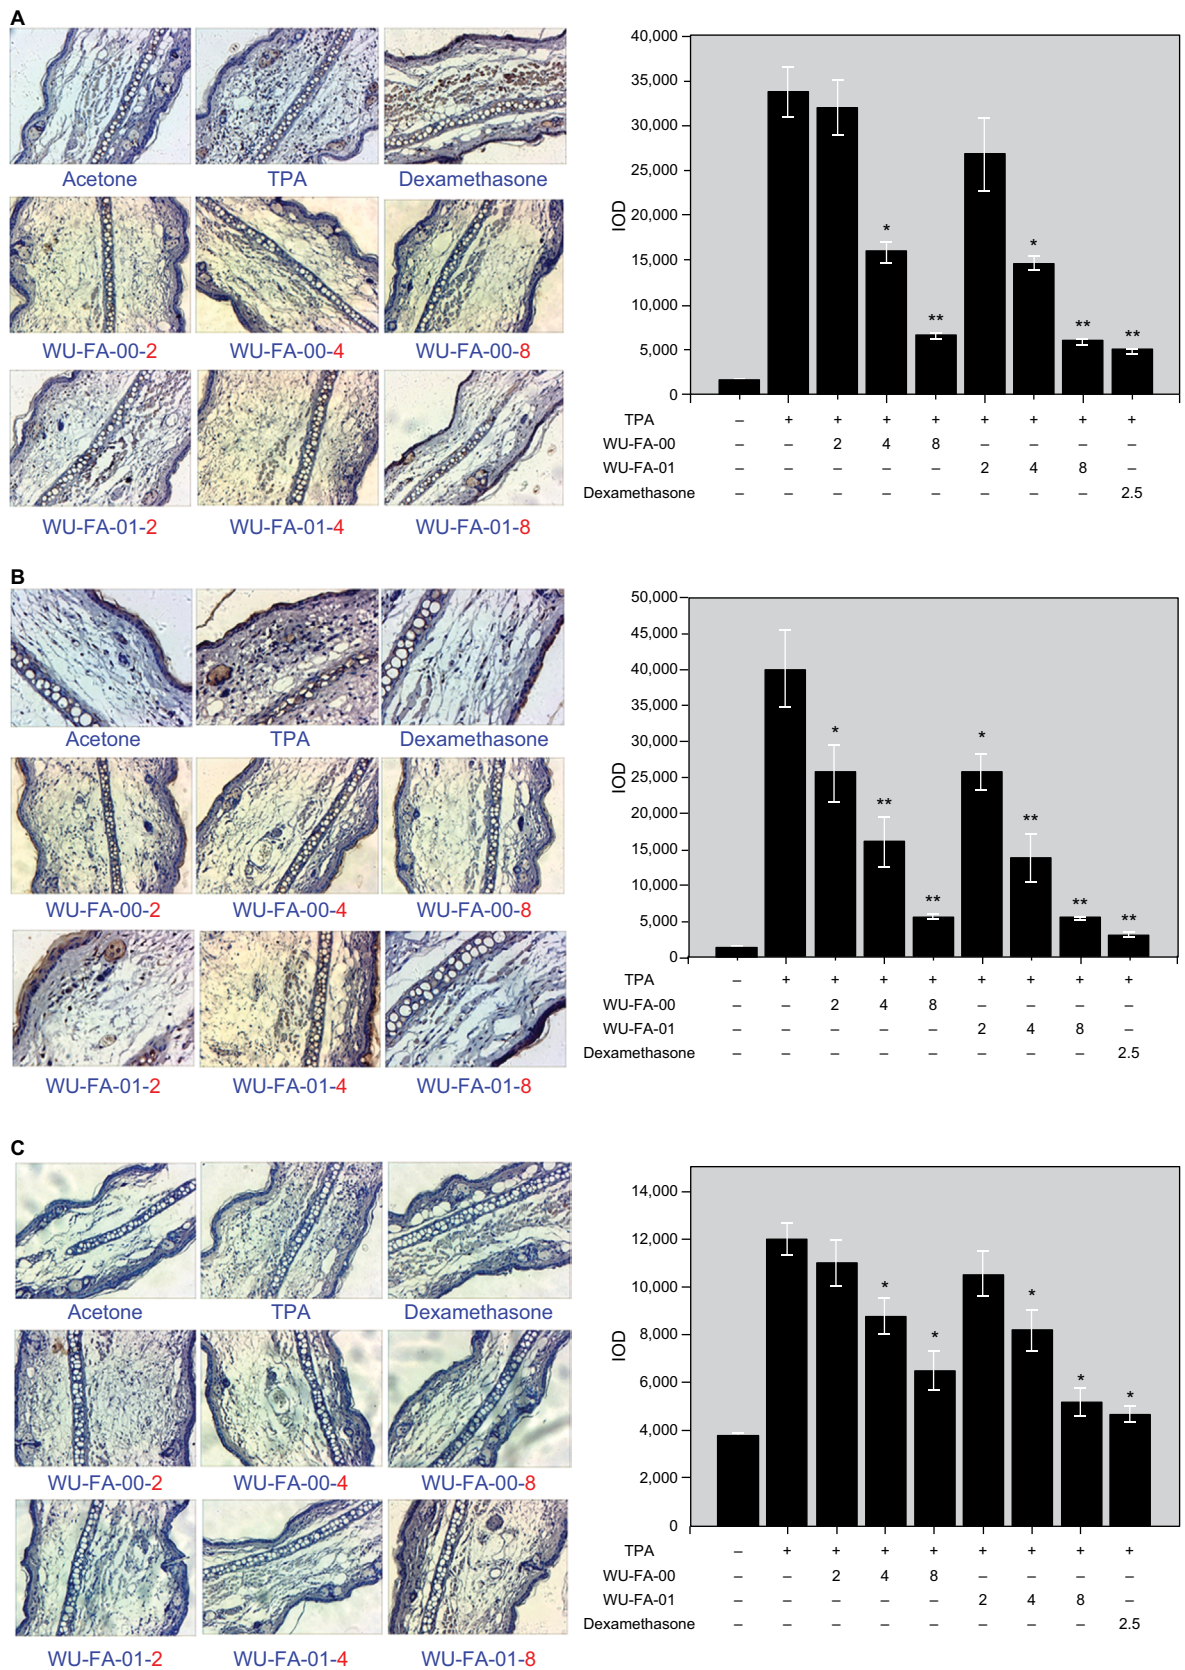 A
Acetone TPA Dexamethasone
WU-FA-00-2 WU-FA-00-4 WU-FA-00-8
WU-FA-01-2 WU-FA-01-4 WU-FA-01-8
IOD
40,000
35,000
30,000
25,000
20,000
15,000
10,000
5,000
0
* ** * ** **
TPA – + + + + + + + +
WU-FA-00 – – 2 4 8 – – – –
WU-FA-01 – – – – – 2 4 8 –
Dexamethasone – – – – – – – – 2.5
B
Acetone TPA Dexamethasone
WU-FA-00-2 WU-FA-00-4 WU-FA-00-8
WU-FA-01-2 WU-FA-01-4 WU-FA-01-8
IOD
50,000
45,000
40,000
35,000
30,000
25,000
20,000
15,000
10,000
5,000
0
* ** ** * ** ** **
TPA – + + + + + + + +
WU-FA-00 – – 2 4 8 – – – –
WU-FA-01 – – – – – 2 4 8 –
Dexamethasone – – – – – – – – 2.5
C
Acetone TPA Dexamethasone
WU-FA-00-2 WU-FA-00-4 WU-FA-00-8
WU-FA-01-2 WU-FA-01-4 WU-FA-01-8
IOD
14,000
12,000
10,000
8,000
6,000
4,000
2,000
0
* * * * *
TPA – + + + + + + + +
WU-FA-00 – – 2 4 8 – – – –
WU-FA-01 – – – – – 2 4 8 –
Dexamethasone – – – – – – – – 2.5